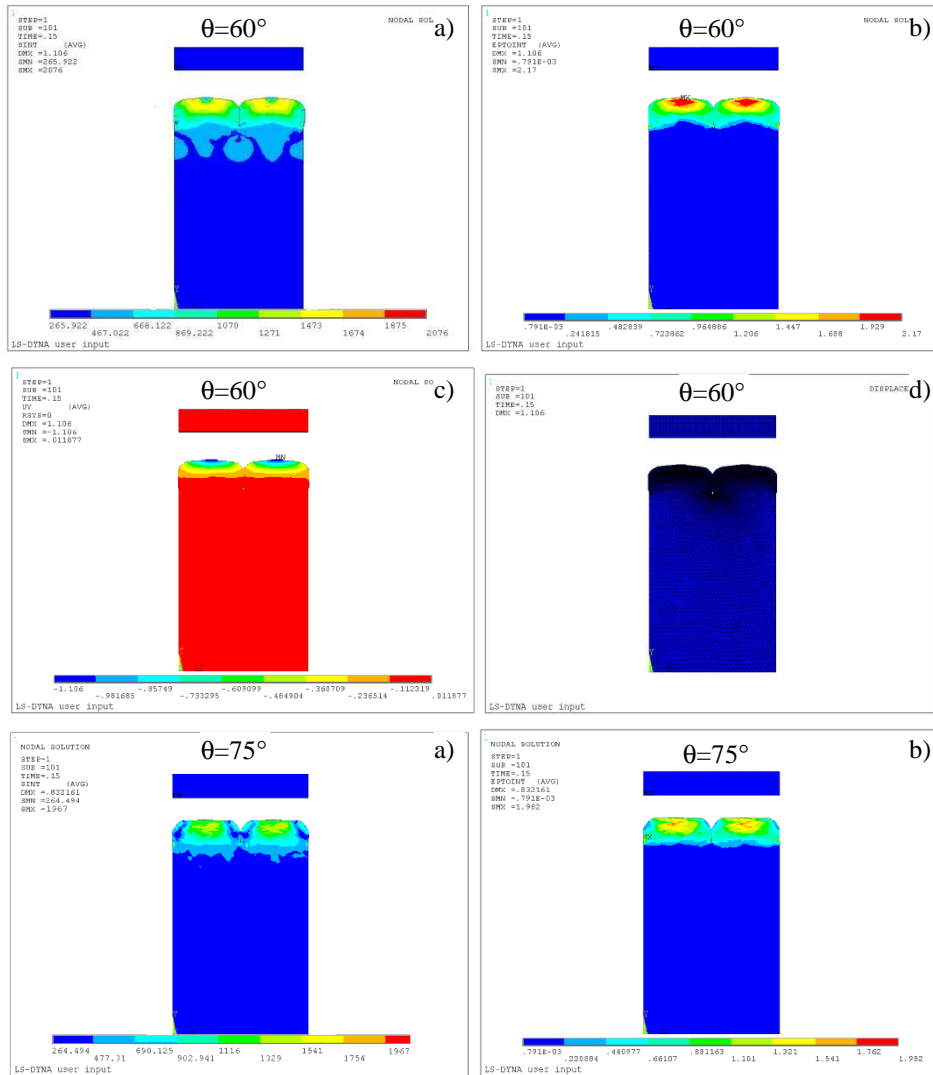 1
STEP=1
SUB =101
TIME=.15
SINT (AVG)
DMX =1.106
SMN =265.922
SMX =2076
θ=60°
NODAL SOL
a)
265.922
467.022
668.122
869.222
1070
1271
1473
1674
1875
2076
LS-DYNA user input
1
STEP=1
SUB =101
TIME=.15
EPTOINT (AVG)
DMX =1.106
SMN =.791E-03
SMX =2.17
θ=60°
NODAL SOL
b)
MX
.791E-03
.241815
.482839
.723862
.964886
1.206
1.447
1.688
1.929
2.17
LS-DYNA user input
1
STEP=1
SUB =101
TIME=.15
UY (AVG)
RSYS=0
DMX =1.106
SMN =-1.106
SMX =.011877
θ=60°
NODAL SO
c)
MN
-1.106
-.981685
-.85749
-.733295
-.609099
-.484904
-.360709
-.236514
-.112319
.011877
LS-DYNA user input
1
STEP=1
SUB =101
TIME=.15
DMX =1.106
θ=60°
DISPLACE
d)
LS-DYNA user input
NODAL SOLUTION
STEP=1
SUB =101
TIME=.15
SINT (AVG)
DMX =.832161
SMN =264.494
SMX =1967
θ=75°
a)
264.494
477.31
690.125
902.941
1116
1329
1541
1754
1967
LS-DYNA user input
NODAL SOLUTION
STEP=1
SUB =101
TIME=.15
EPTOINT (AVG)
DMX =.832161
SMN =.791E-03
SMX =1.982
θ=75°
b)
MX
.791E-03
.220884
.440977
.66107
.881163
1.101
1.321
1.541
1.762
1.982
LS-DYNA user input